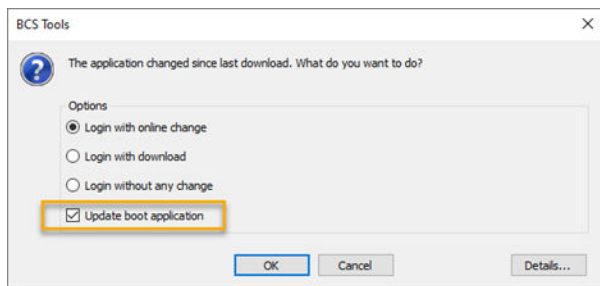 BCS Tools
The application changed since last download. What do you want to do?
Options
Login with online change
Login with download
Login without any change
Update boot application
OK
Cancel
Details...